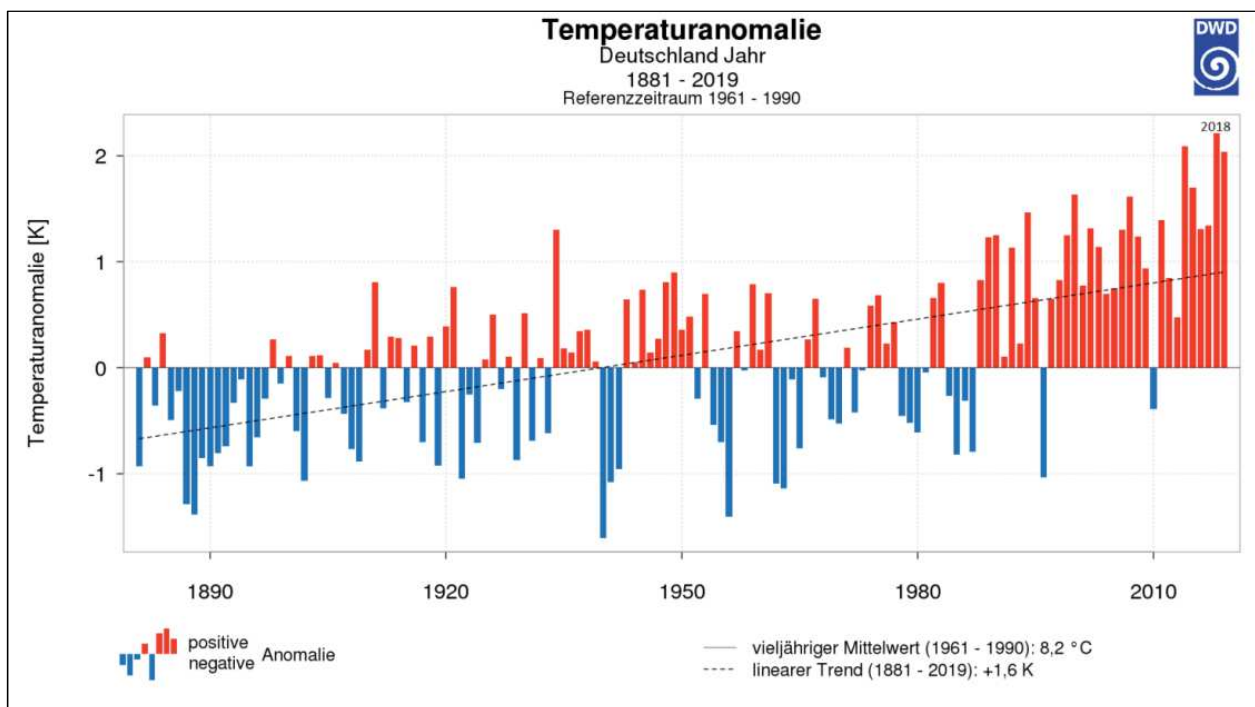 Temperaturanomalie
Deutschland Jahr
1881 - 2019
Referenzzeitraum 1961 - 1990
DWD
2018
Temperaturanomalie [K]
2
1
0
-1
1890
1920
1950
1980
2010
positive
negative
Anomalie
vieljähriger Mittelwert (1961 - 1990): 8,2 °C
linearer Trend (1881 - 2019): +1,6 K